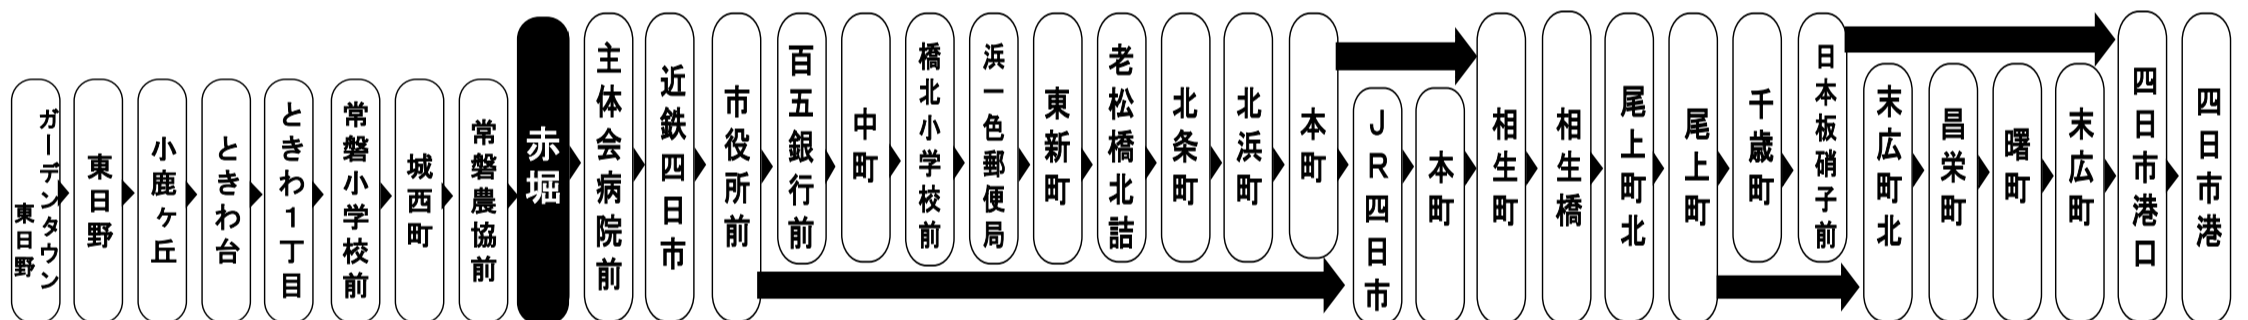 ガーデンタウン
東日野
東日野
小鹿ヶ丘
ときわ台
ときわ1丁目
常磐小学校前
城西町
常磐農協前
赤堀
主体会病院前
近鉄四日市
市役所前
百五銀行前
中町
橋北小学校前
浜一色郵便局
東新町
老松橋北詰
北条町
北浜町
本町
JR四日市
本町
相生町
相生橋
尾上町北
尾上町
千歳町
日本板硝子前
末広町北
昌栄町
曙町
末広町
四日市港口
四日市港